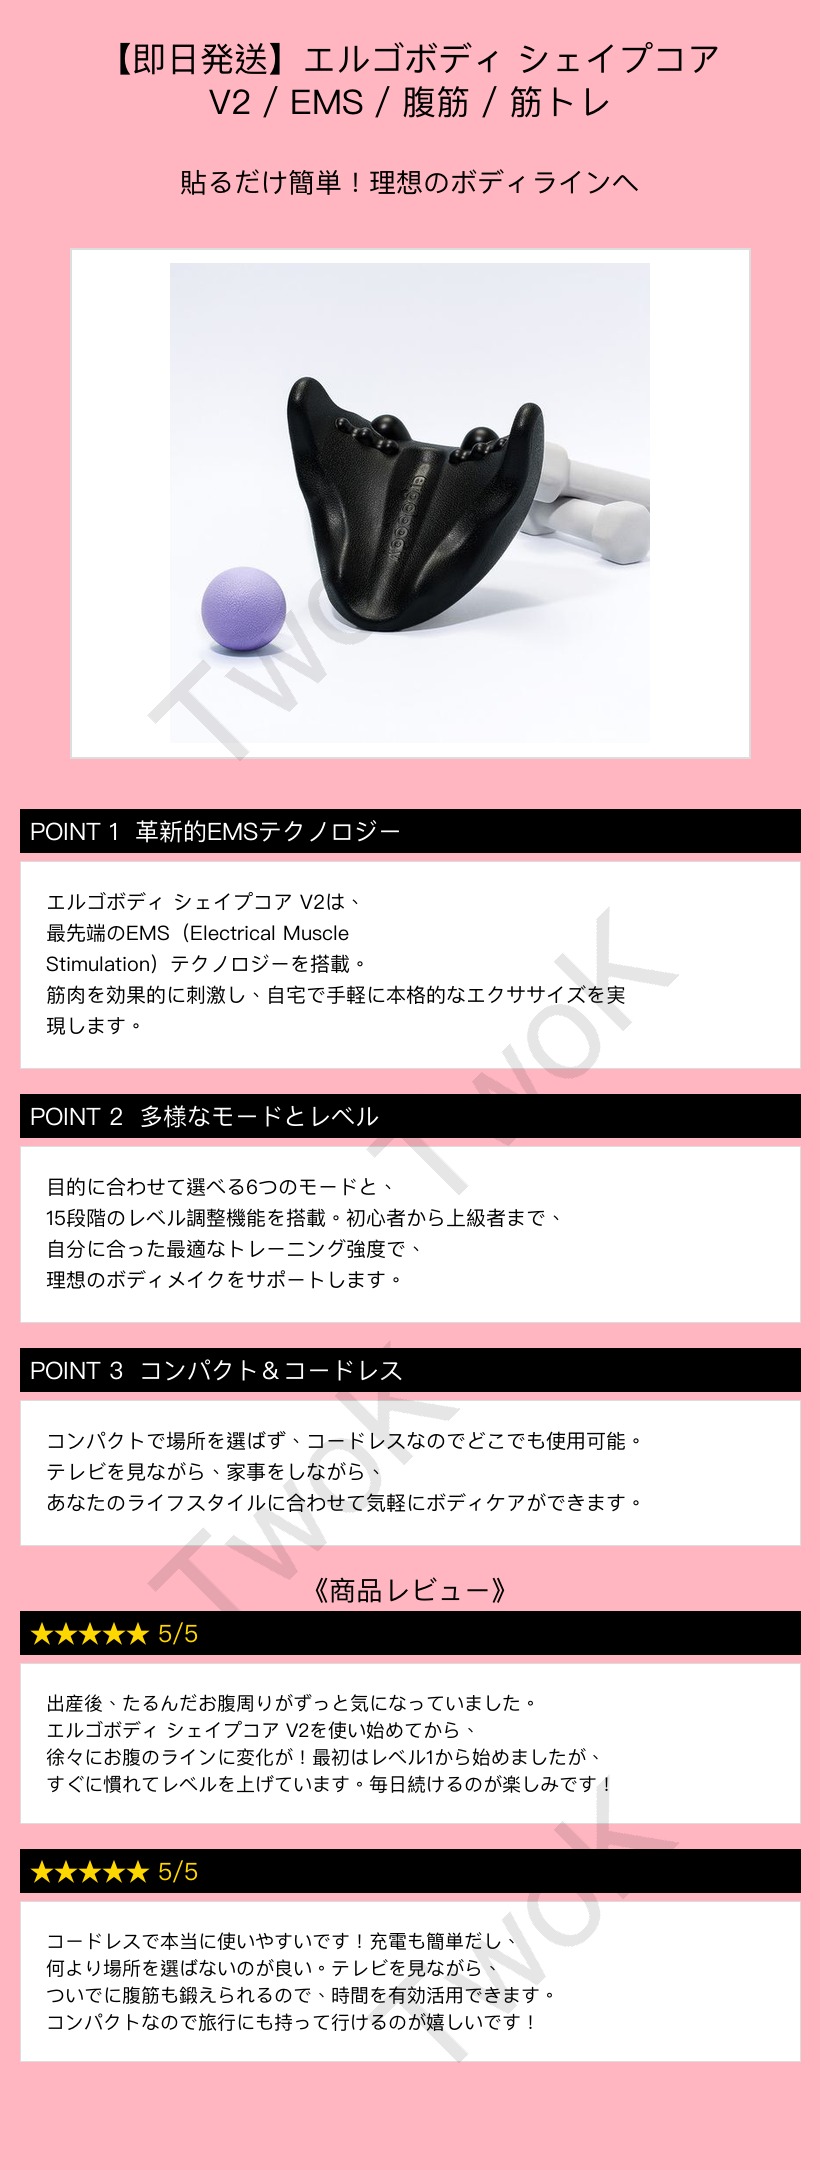 【即日発送】エルゴボディ シェイプコア
V2 / EMS / 腹筋 / 筋トレ
貼るだけ簡単！理想のボディラインへ
ergobody
TwoK
POINT 1 革新的EMSテクノロジー
エルゴボディ シェイプコア V2は、
最先端のEMS（Electrical Muscle
Stimulation）テクノロジーを搭載。
筋肉を効果的に刺激し、自宅で手軽に本格的なエクササイズを実
現します。
TwoK
POINT 2 多様なモードとレベル
目的に合わせて選べる6つのモードと、
15段階のレベル調整機能を搭載。初心者から上級者まで、
自分に合った最適なトレーニング強度で、
理想のボディメイクをサポートします。
POINT 3 コンパクト＆コードレス
コンパクトで場所を選ばず、コードレスなのでどこでも使用可能。
テレビを見ながら、家事をしながら、
あなたのライフスタイルに合わせて気軽にボディケアができます。
TwoK
《商品レビュー》
★★★★★ 5/5
出産後、たるんだお腹周りがずっと気になっていました。
エルゴボディ シェイプコア V2を使い始めてから、
徐々にお腹のラインに変化が！最初はレベル1から始めましたが、
すぐに慣れてレベルを上げています。毎日続けるのが楽しみです！
★★★★★ 5/5
コードレスで本当に使いやすいです！充電も簡単だし、
何より場所を選ばないのが良い。テレビを見ながら、
ついでに腹筋も鍛えられるので、時間を有効活用できます。
コンパクトなので旅行にも持って行けるのが嬉しいです！
TwoK